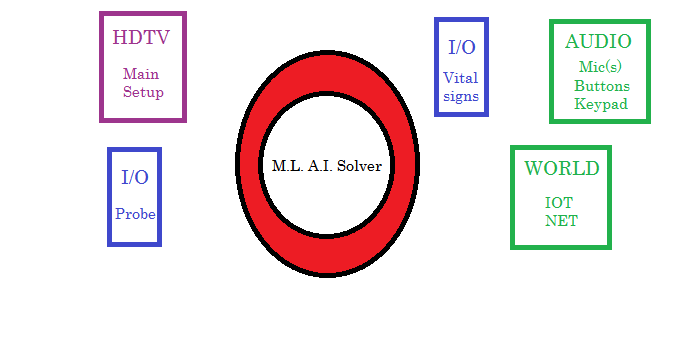 HDTV
Main
Setup
I/O
Probe
M.L. A.I. Solver
I/O
Vital
signs
AUDIO
Mic(s)
Buttons
Keypad
WORLD
IOT
NET